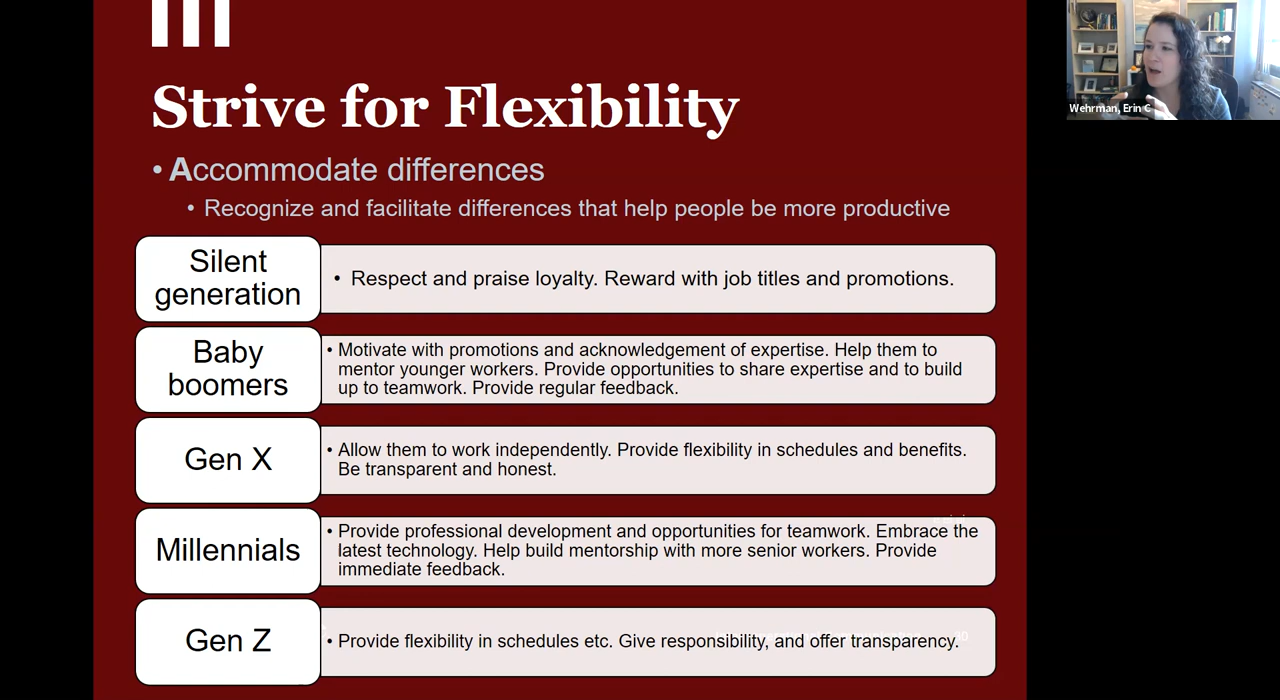 Strive for Flexibility
• Accommodate differences
• Recognize and facilitate differences that help people be more productive
Silent
generation
• Respect and praise loyalty. Reward with job titles and promotions.
Baby
boomers
• Motivate with promotions and acknowledgement of expertise. Help them to
mentor younger workers. Provide opportunities to share expertise and to build
up to teamwork. Provide regular feedback.
Gen X
• Allow them to work independently. Provide flexibility in schedules and benefits.
Be transparent and honest.
Millennials
• Provide professional development and opportunities for teamwork. Embrace the
latest technology. Help build mentorship with more senior workers. Provide
immediate feedback.
Gen Z
• Provide flexibility in schedules etc. Give responsibility, and offer transparency.
Wehrman, Erin C